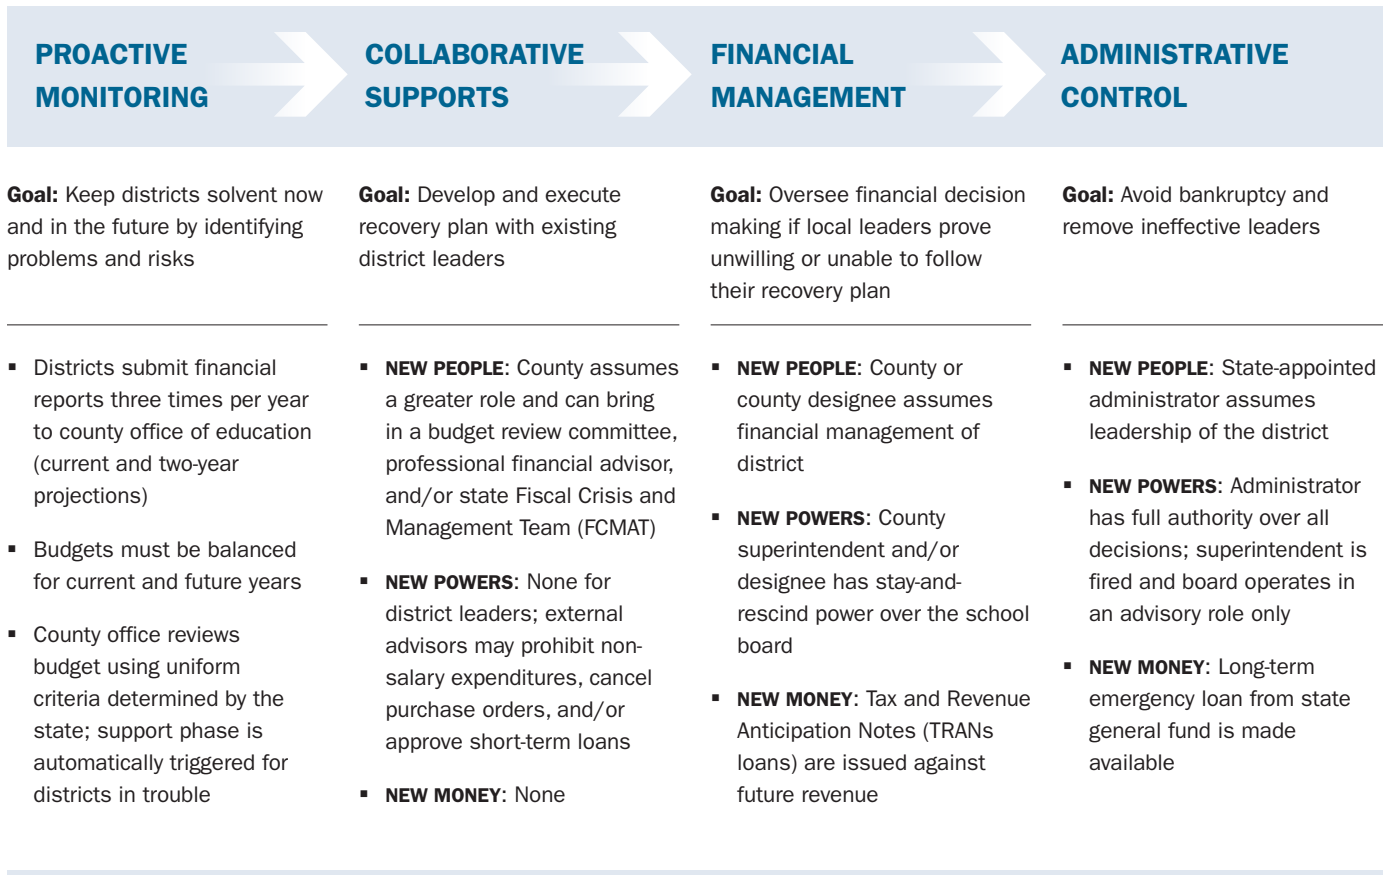 PROACTIVE
MONITORING
COLLABORATIVE
SUPPORTS
FINANCIAL
MANAGEMENT
ADMINISTRATIVE
CONTROL
Goal: Keep districts solvent now
and in the future by identifying
problems and risks
▪ Districts submit financial
reports three times per year
to county office of education
(current and two-year
projections)
▪ Budgets must be balanced
for current and future years
▪ County office reviews
budget using uniform
criteria determined by the
state; support phase is
automatically triggered for
districts in trouble
Goal: Develop and execute
recovery plan with existing
district leaders
▪ NEW PEOPLE: County assumes
a greater role and can bring
in a budget review committee,
professional financial advisor,
and/or state Fiscal Crisis and
Management Team (FCMAT)
▪ NEW POWERS: None for
district leaders; external
advisors may prohibit non-
salary expenditures, cancel
purchase orders, and/or
approve short-term loans
▪ NEW MONEY: None
Goal: Oversee financial decision
making if local leaders prove
unwilling or unable to follow
their recovery plan
▪ NEW PEOPLE: County or
county designee assumes
financial management of
district
▪ NEW POWERS: County
superintendent and/or
designee has stay-and-
rescind power over the school
board
▪ NEW MONEY: Tax and Revenue
Anticipation Notes (TRANs
loans) are issued against
future revenue
Goal: Avoid bankruptcy and
remove ineffective leaders
▪ NEW PEOPLE: State-appointed
administrator assumes
leadership of the district
▪ NEW POWERS: Administrator
has full authority over all
decisions; superintendent is
fired and board operates in
an advisory role only
▪ NEW MONEY: Long-term
emergency loan from state
general fund is made
available